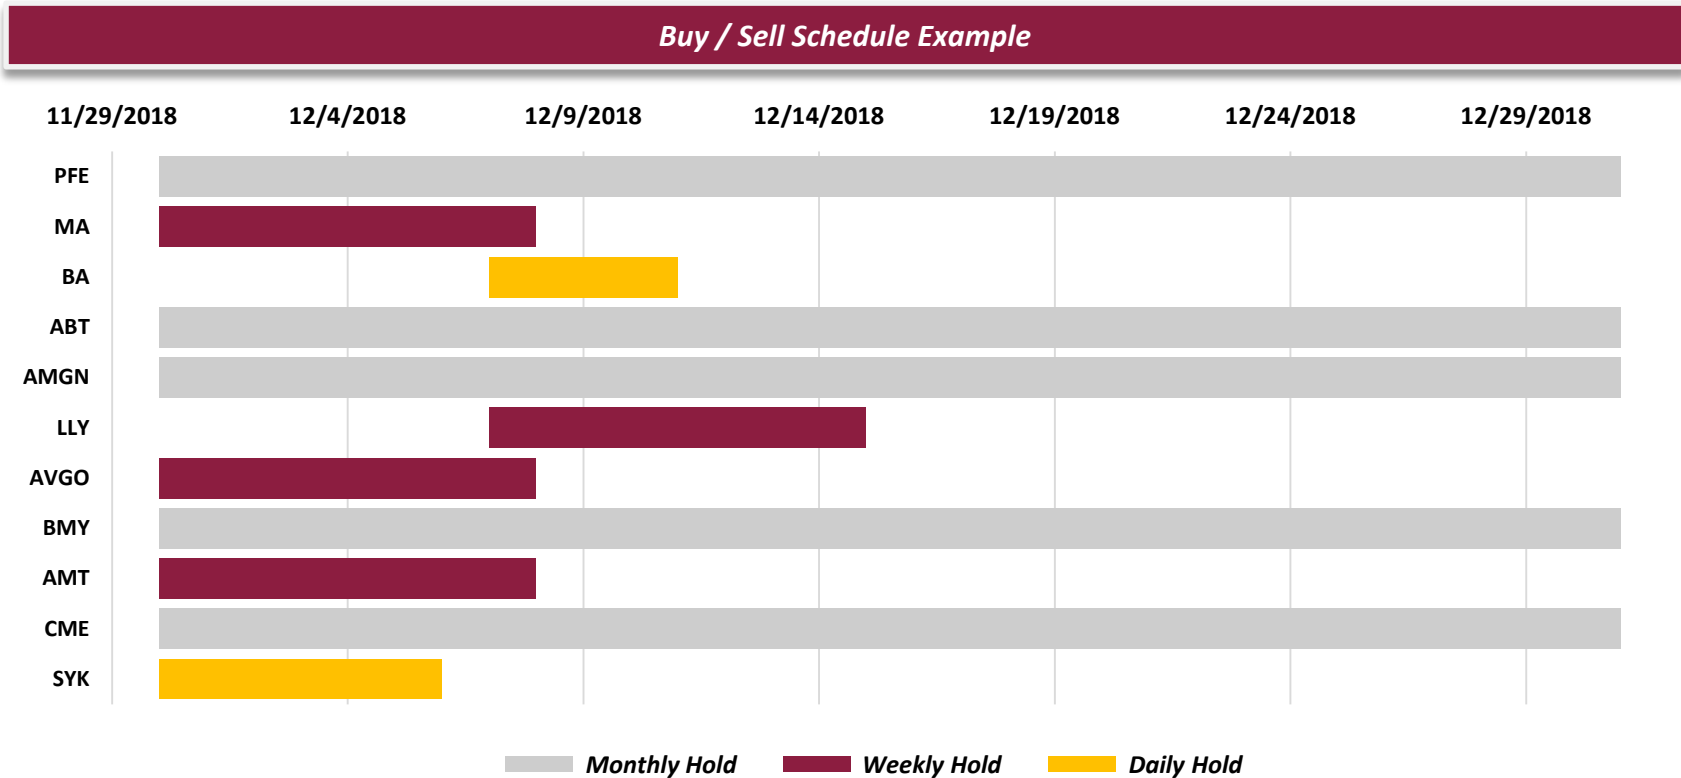 Buy / Sell Schedule Example
11/29/2018 12/4/2018 12/9/2018 12/14/2018 12/19/2018 12/24/2018 12/29/2018
PFE
MA
BA
ABT
AMGN
LLY
AVGO
BMY
AMT
CME
SYK
Monthly Hold Weekly Hold Daily Hold